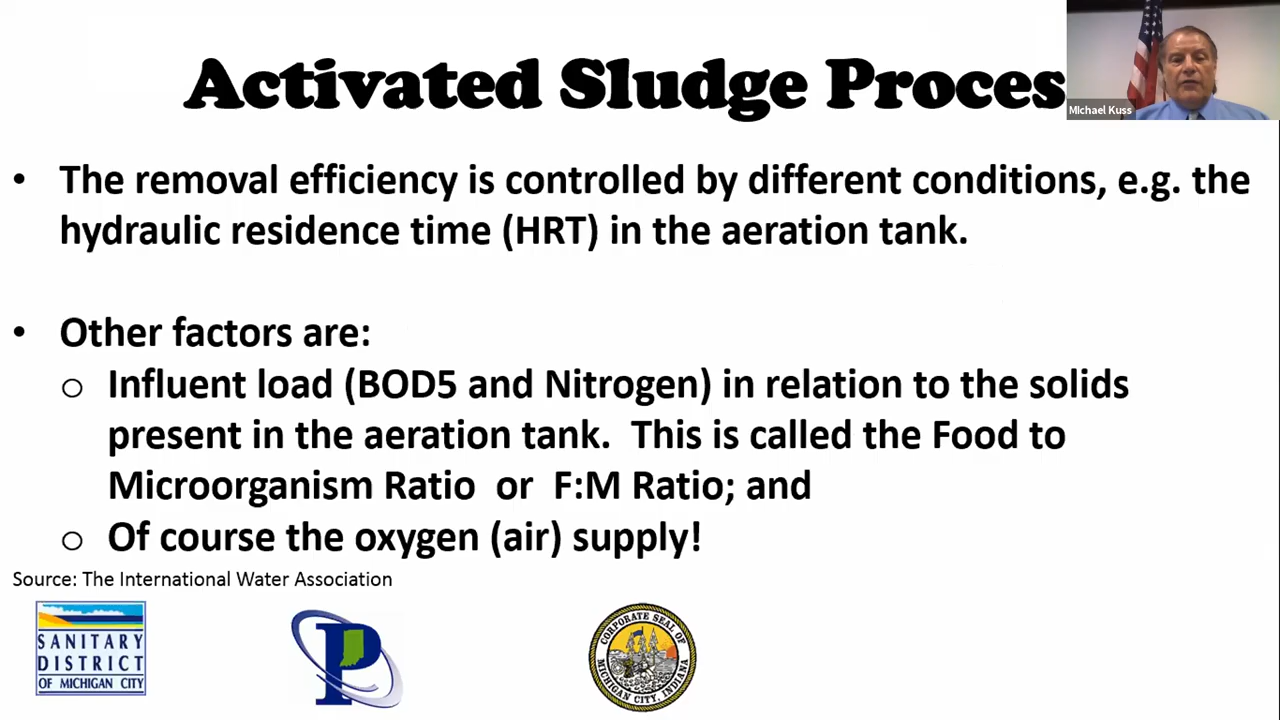 Activated Sludge Proces
Michael Kuss
• The removal efficiency is controlled by different conditions, e.g. the
hydraulic residence time (HRT) in the aeration tank.
• Other factors are:
o Influent load (BOD5 and Nitrogen) in relation to the solids
present in the aeration tank. This is called the Food to
Microorganism Ratio or F:M Ratio; and
o Of course the oxygen (air) supply!
Source: The International Water Association
SANITARY
DISTRICT
OF MICHIGAN CITY
P
CORPORATE SEAL OF
MICHIGAN CITY, INDIANA